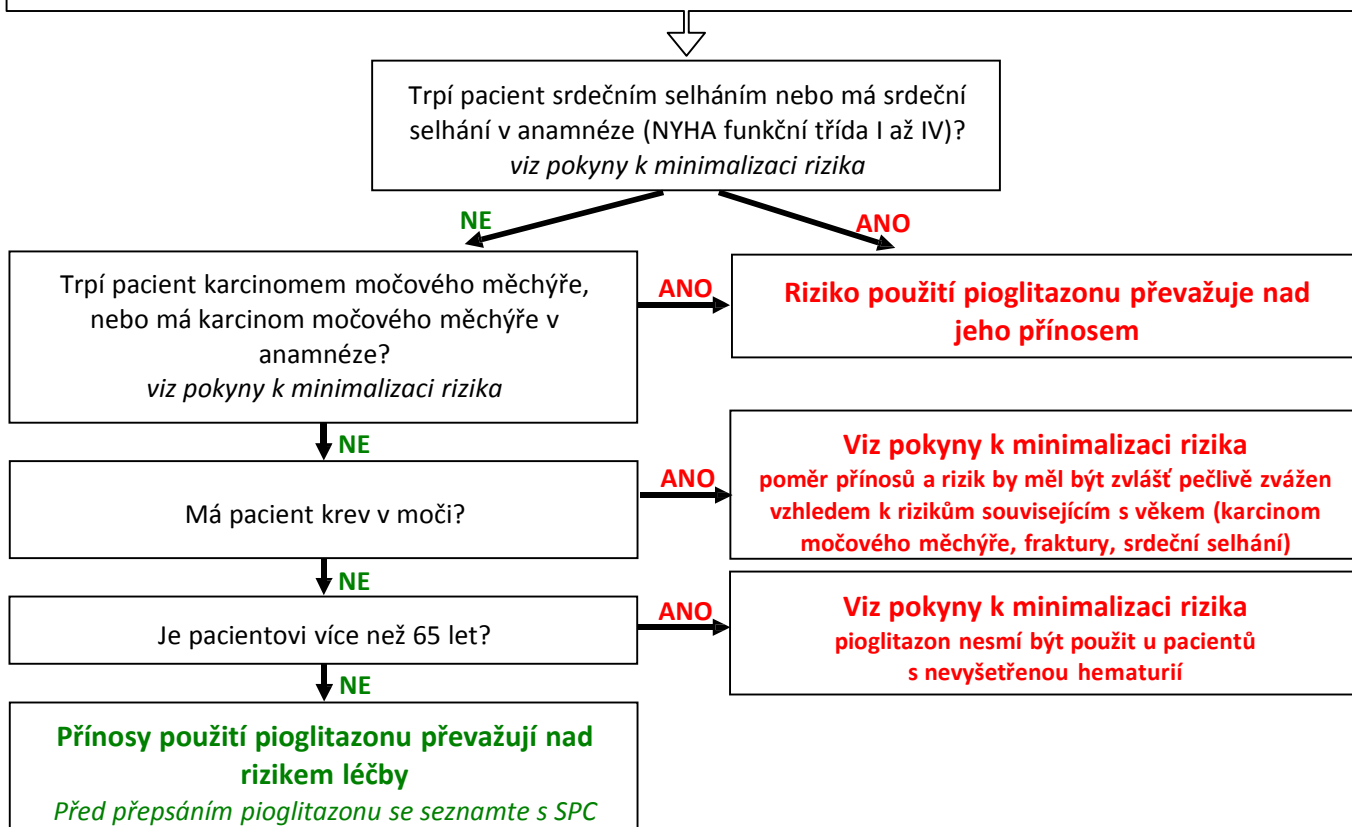 Trpí pacient srdečním selháním nebo má srdeční
selhání v anamnéze (NYHA funkční třída I až IV)?
viz pokyny k minimalizaci rizika
NE
ANO
Trpí pacient karcinomem močového měchýře,
nebo má karcinom močového měchýře v
anamnéze?
viz pokyny k minimalizaci rizika
ANO
Riziko použití pioglitazonu převažuje nad
jeho přínosem
NE
Má pacient krev v moči?
ANO
Viz pokyny k minimalizaci rizika
poměr přínosů a rizik by měl být zvlášť pečlivě zvážen
vzhledem k rizikům souvisejícím s věkem (karcinom
močového měchýře, fraktury, srdeční selhání)
NE
Je pacientovi více než 65 let?
ANO
Viz pokyny k minimalizaci rizika
pioglitazon nesmí být použit u pacientů
s nevyšetřenou hematurií
NE
Přínosy použití pioglitazonu převažují nad
rizikem léčby
Před přepsáním pioglitazonu se seznamte s SPC